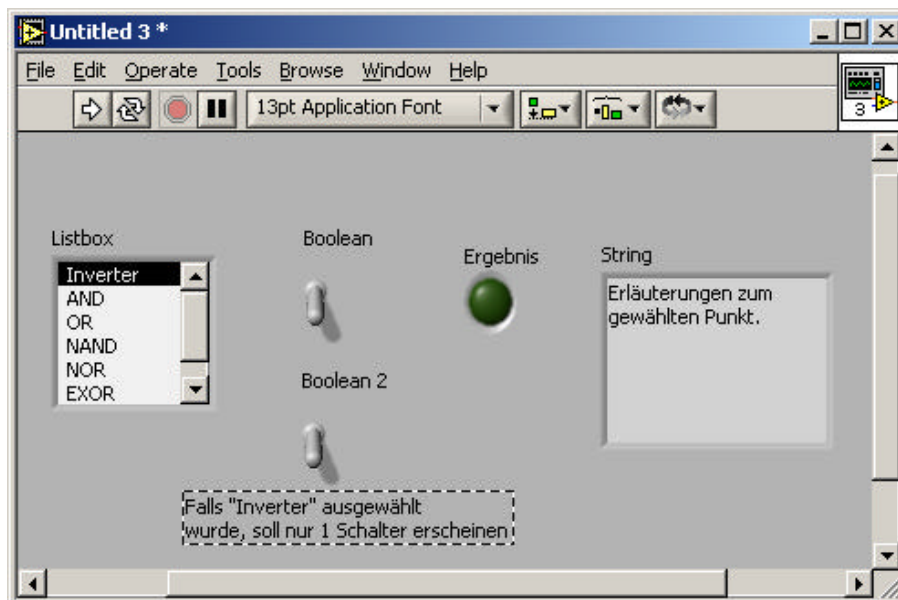 Untitled 3 *
File Edit Operate Tools Browse Window Help
13pt Application Font
3
Listbox
Inverter
AND
OR
NAND
NOR
EXOR
Boolean
Boolean 2
Ergebnis
String
Erläuterungen zum
gewählten Punkt.
Falls "Inverter" ausgewählt
wurde, soll nur 1 Schalter erscheinen